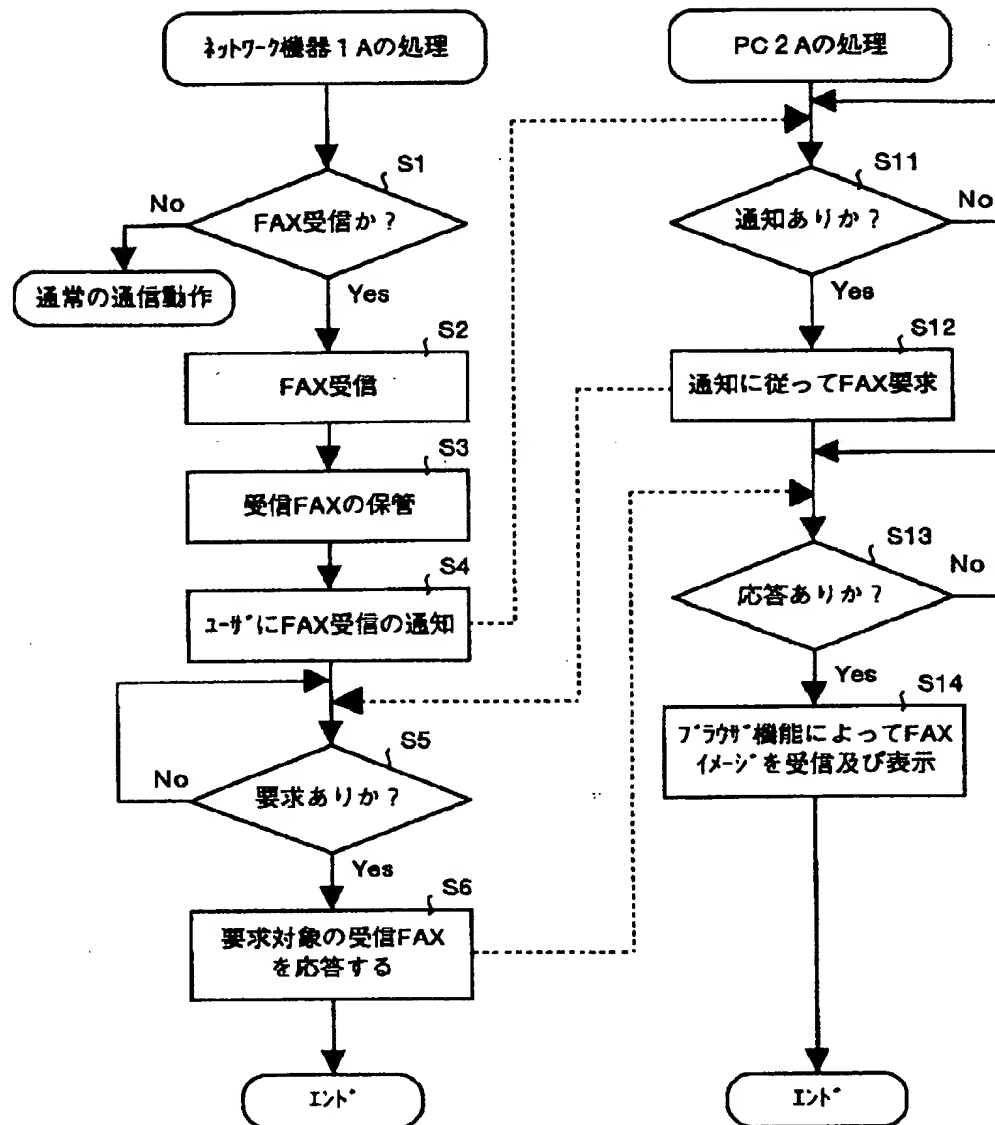 ﾈｯﾄﾜｰｸ機器1Aの処理
S1
FAX受信か?
No
通常の通信動作
Yes
S2
FAX受信
S3
受信FAXの保管
S4
ﾕｰｻﾞにFAX受信の通知
S5
要求ありか?
No
Yes
S6
要求対象の受信FAX
を応答する
ｴﾝﾄﾞ
PC2Aの処理
S11
通知ありか?
No
Yes
S12
通知に従ってFAX要求
S13
応答ありか?
No
Yes
S14
ﾌﾞﾗｳｻﾞ機能によってFAX
ｲﾒｰｼﾞを受信及び表示
ｴﾝﾄﾞ